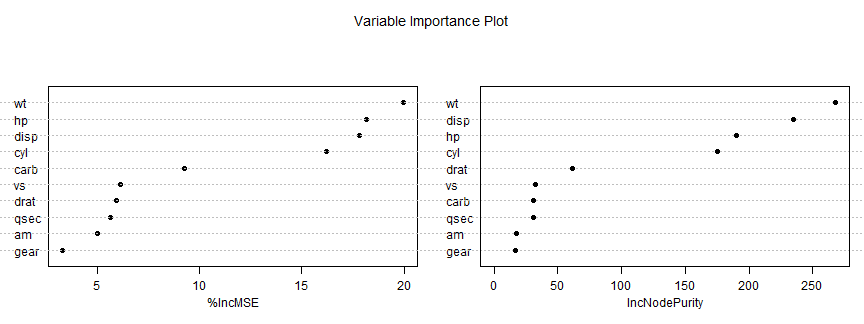 Variable Importance Plot
wt
hp
disp
cyl
carb
vs
drat
qsec
am
gear
5 10 15 20
%IncMSE
wt
disp
hp
cyl
drat
vs
carb
qsec
am
gear
0 50 100 150 200 250
IncNodePurity